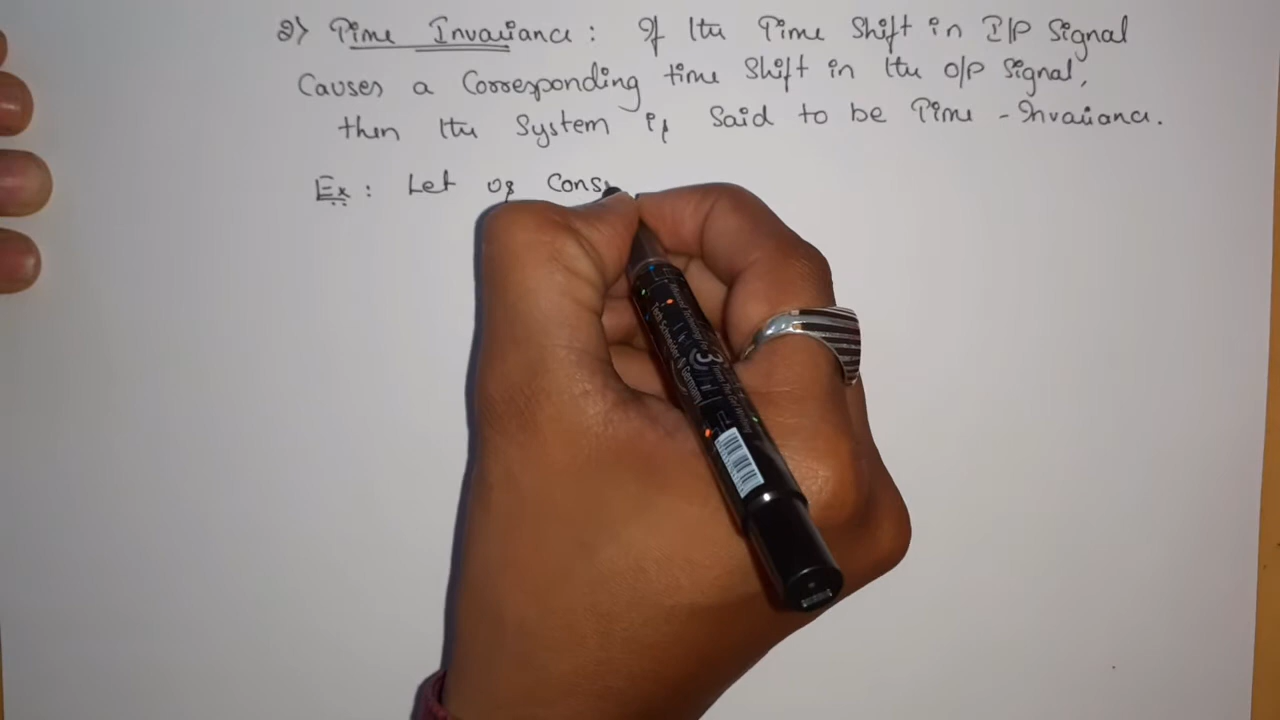 2) Time Invariance : If the Time Shift in I/P Signal
Causes a Corresponding time Shift in the O/P Signal,
then the System is Said to be Time - Invariance.
Ex : Let us Cons
3